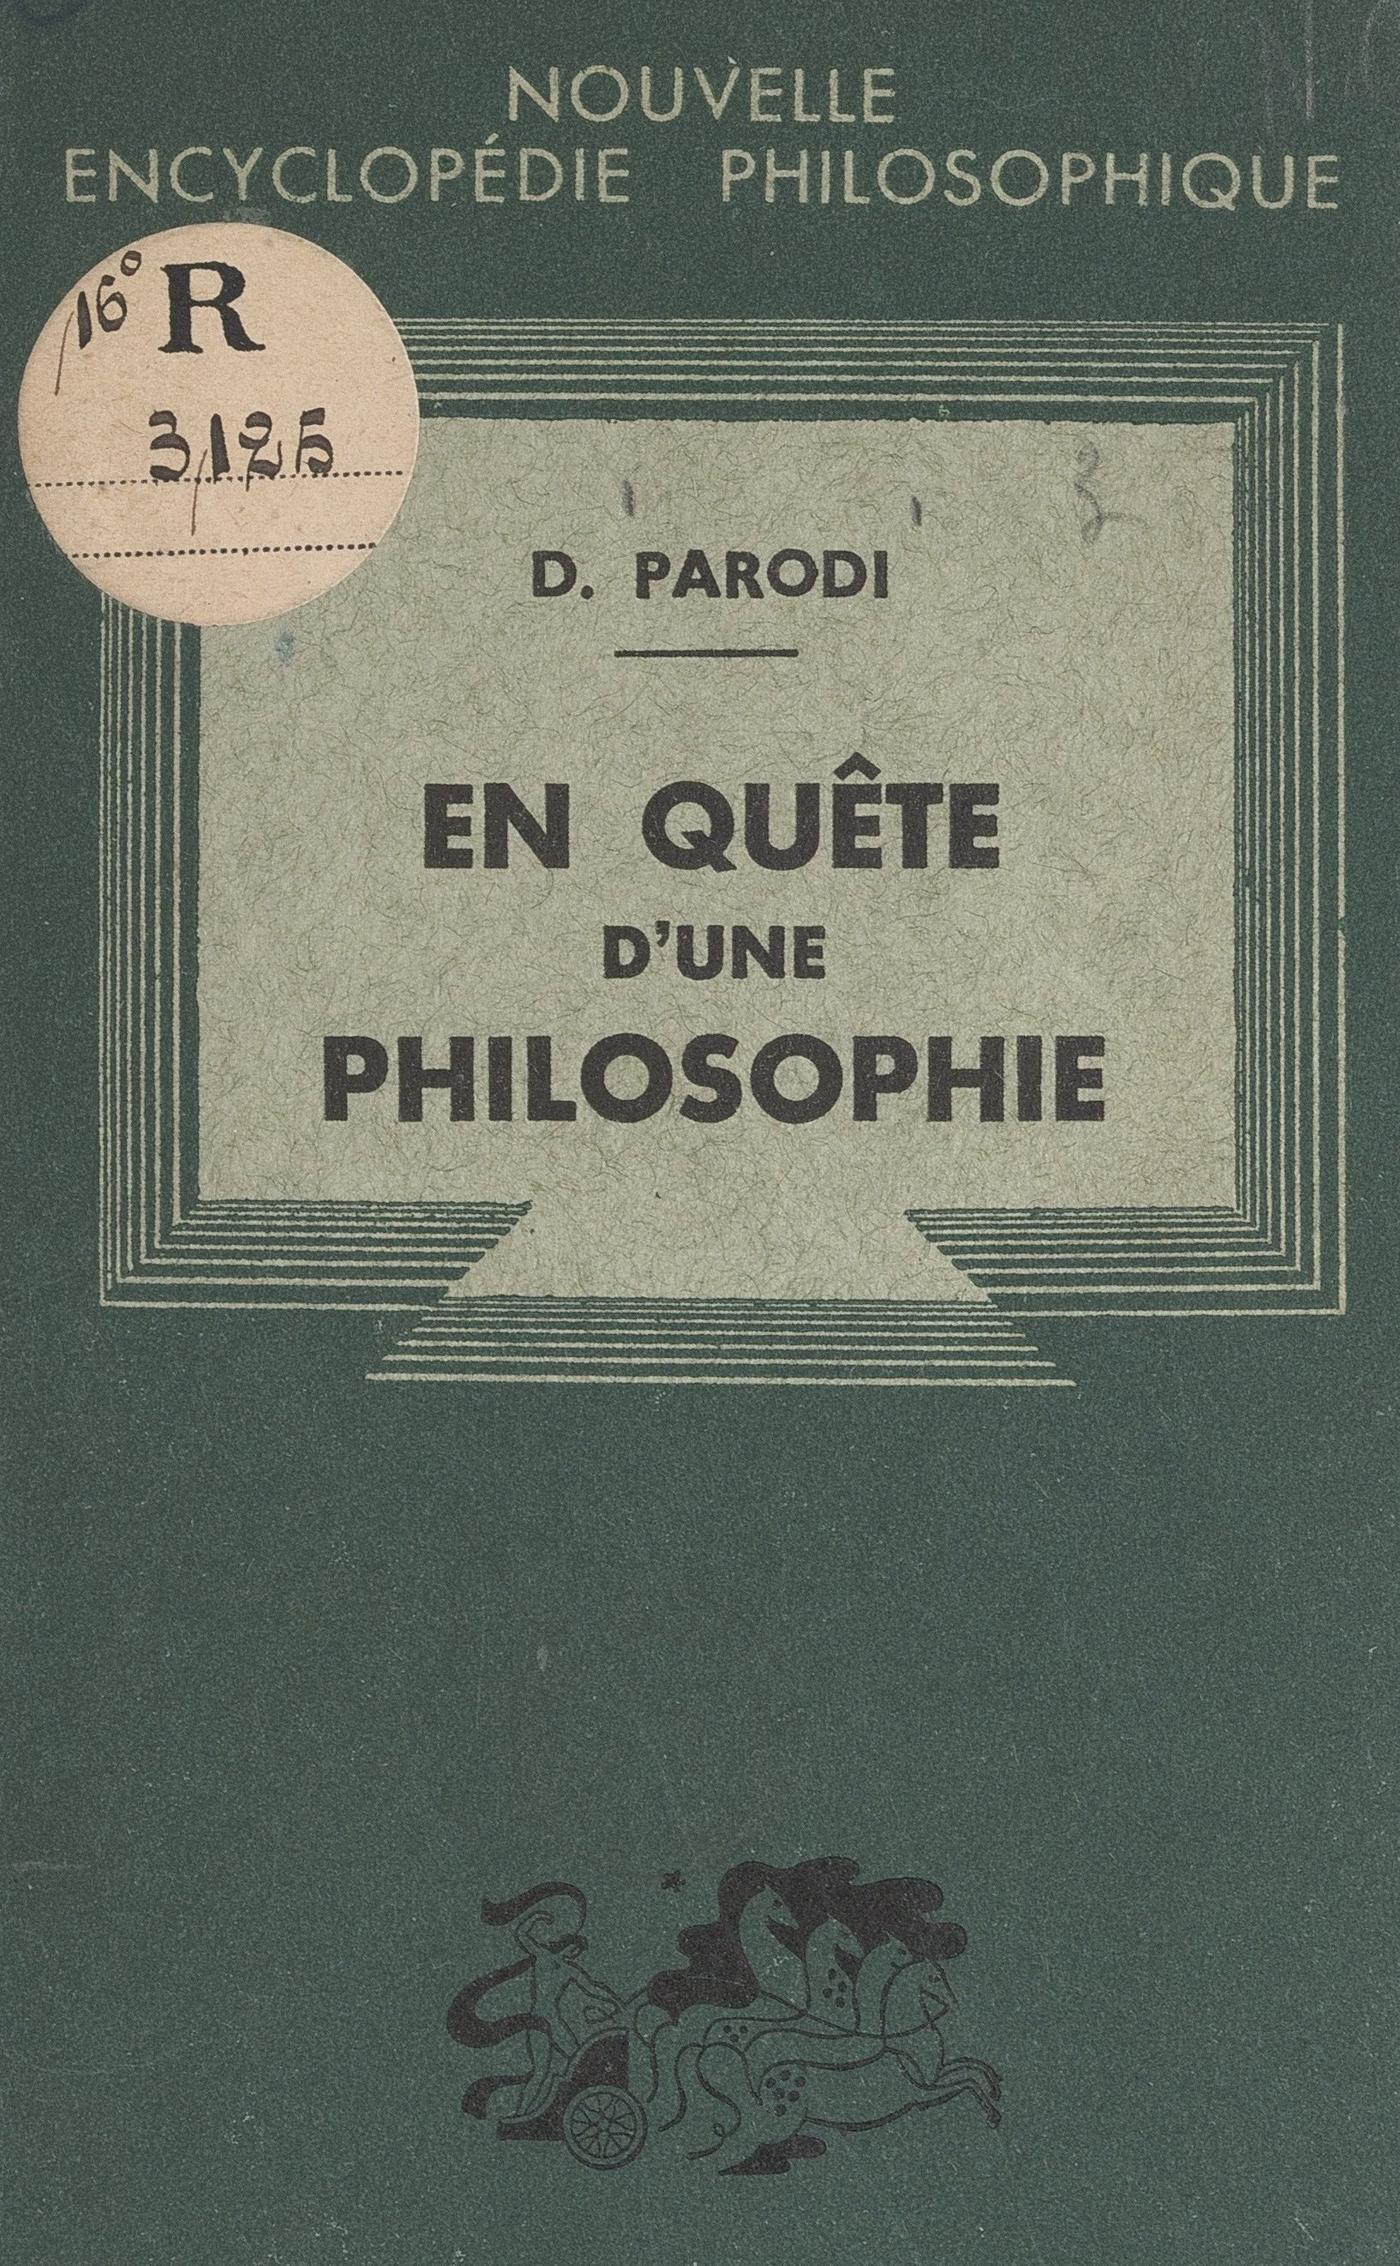 NOUVELLE
ENCYCLOPÉDIE PHILOSOPHIQUE
16° R
3125
D. PARODI
EN QUÊTE
D'UNE
PHILOSOPHIE